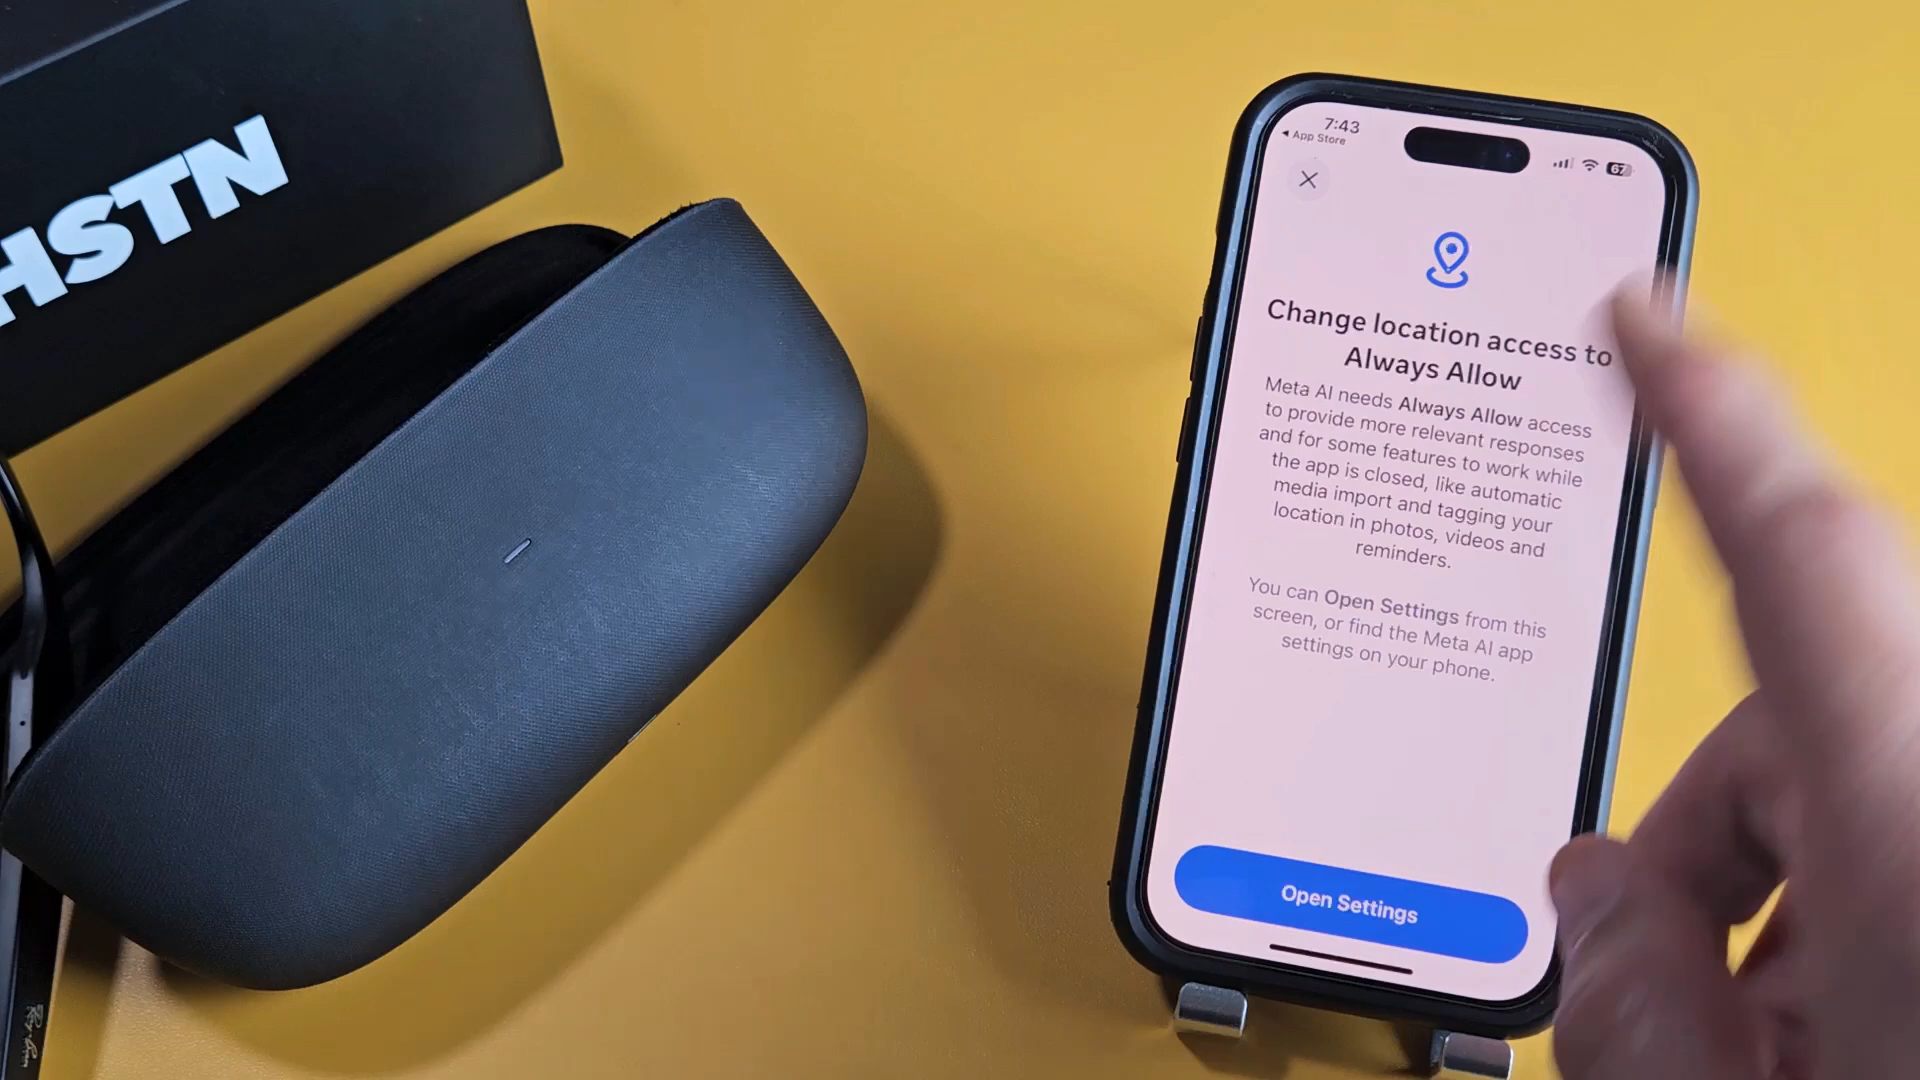 HSTN
7:43
App Store
67
Change location access to
Always Allow
Meta AI needs Always Allow access
to provide more relevant responses
and for some features to work while
the app is closed, like automatic
media import and tagging your
location in photos, videos and
reminders.
You can Open Settings from this
screen, or find the Meta AI app
settings on your phone.
Open Settings
Ray-Ban